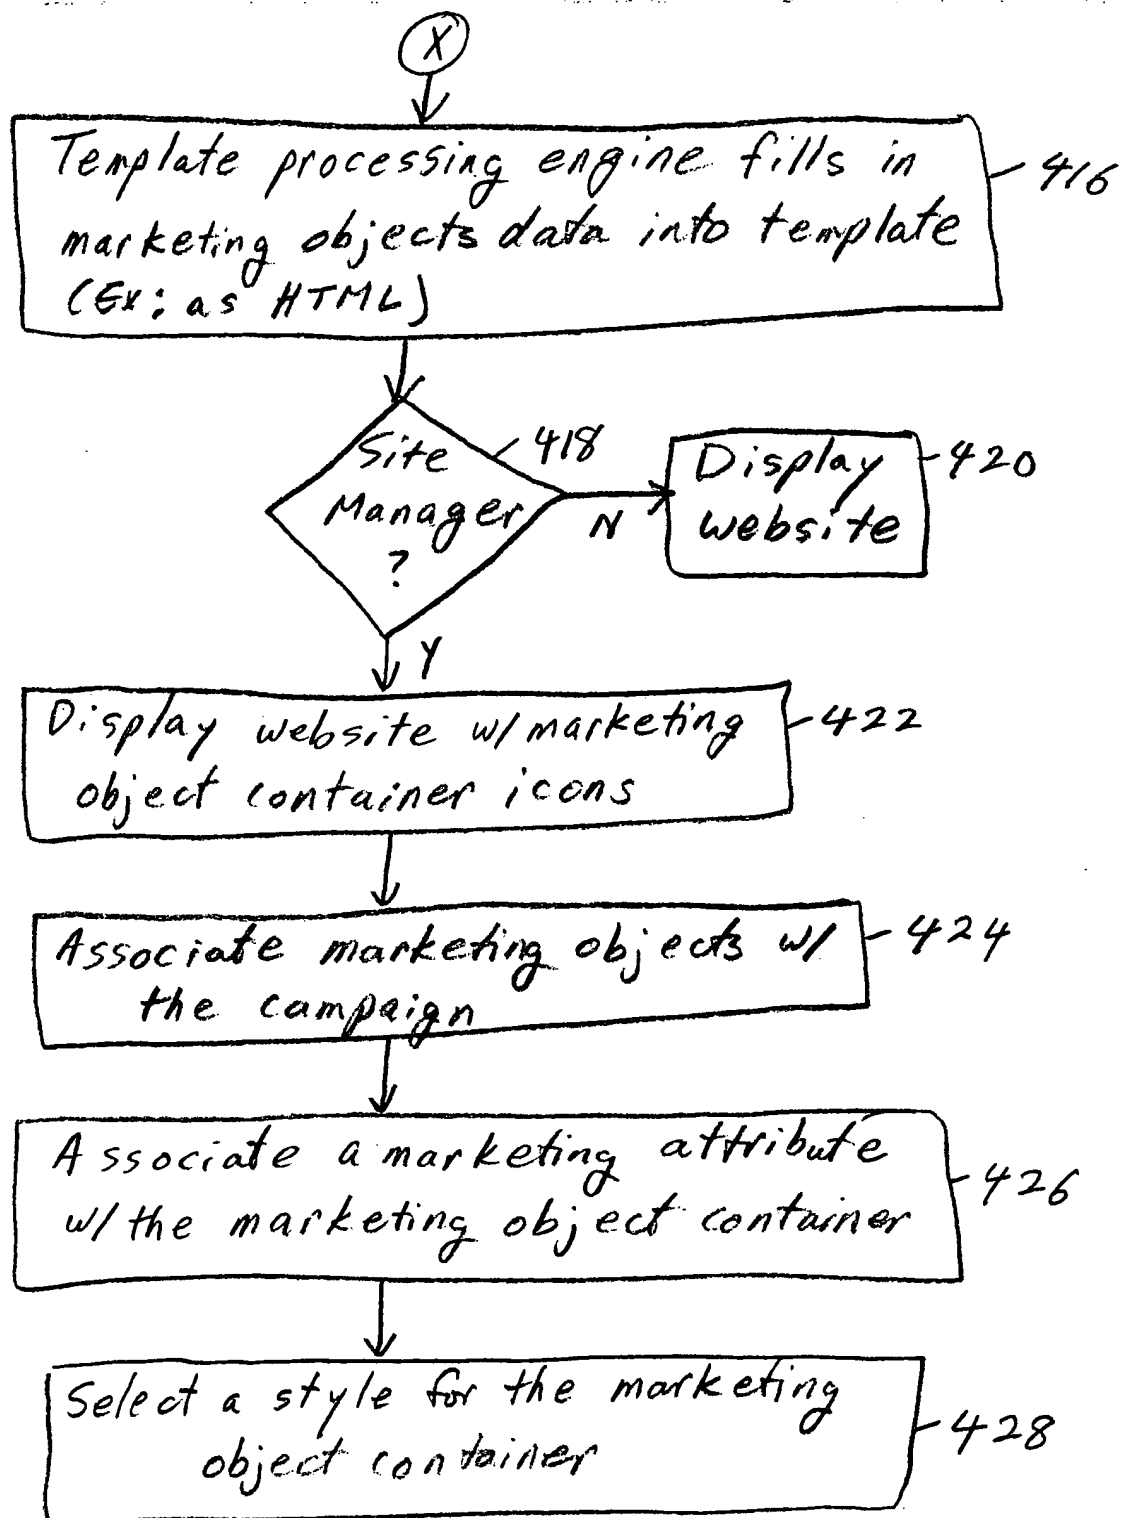 X
Template processing engine fills in
marketing objects data into template
(Ex: as HTML)
416
Site
Manager
?
418
N
Display
website
420
Y
Display website w/marketing
object container icons
422
Associate marketing objects w/
the campaign
424
Associate a marketing attribute
w/the marketing object container
426
Select a style for the marketing
object container
428